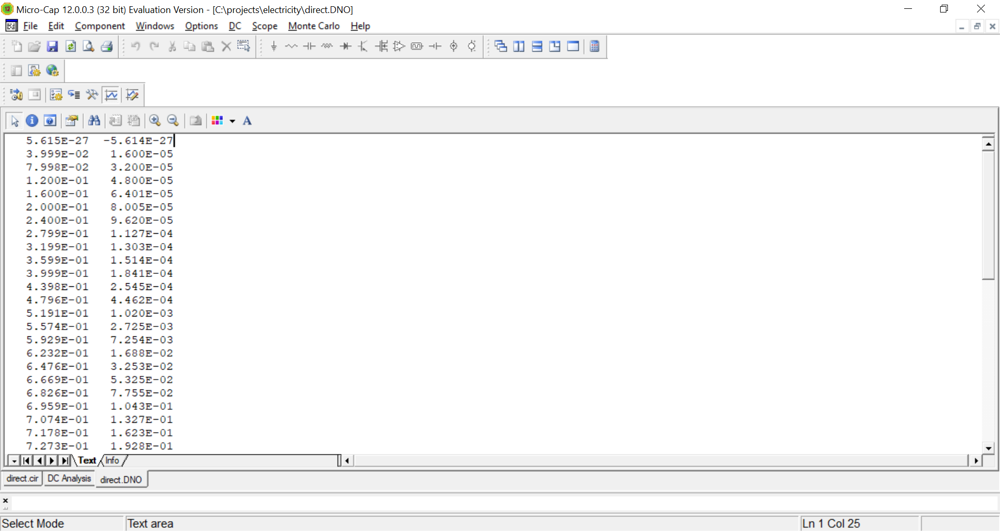 Micro-Cap 12.0.0.3 (32 bit) Evaluation Version - [C:\projects\electricity\direct.DNO]
File Edit Component Windows Options DC Scope Monte Carlo Help
5.615E-27 -5.614E-27
3.999E-02 1.600E-05
7.998E-02 3.200E-05
1.200E-01 4.800E-05
1.600E-01 6.401E-05
2.000E-01 8.005E-05
2.400E-01 9.620E-05
2.799E-01 1.127E-04
3.199E-01 1.303E-04
3.599E-01 1.514E-04
3.999E-01 1.841E-04
4.398E-01 2.545E-04
4.796E-01 4.462E-04
5.191E-01 1.020E-03
5.574E-01 2.725E-03
5.929E-01 7.254E-03
6.232E-01 1.688E-02
6.476E-01 3.253E-02
6.669E-01 5.325E-02
6.826E-01 7.755E-02
6.959E-01 1.043E-01
7.074E-01 1.327E-01
7.178E-01 1.623E-01
7.273E-01 1.928E-01
Text Info
direct.cir DC Analysis direct.DNO
Select Mode Text area Ln 1 Col 25